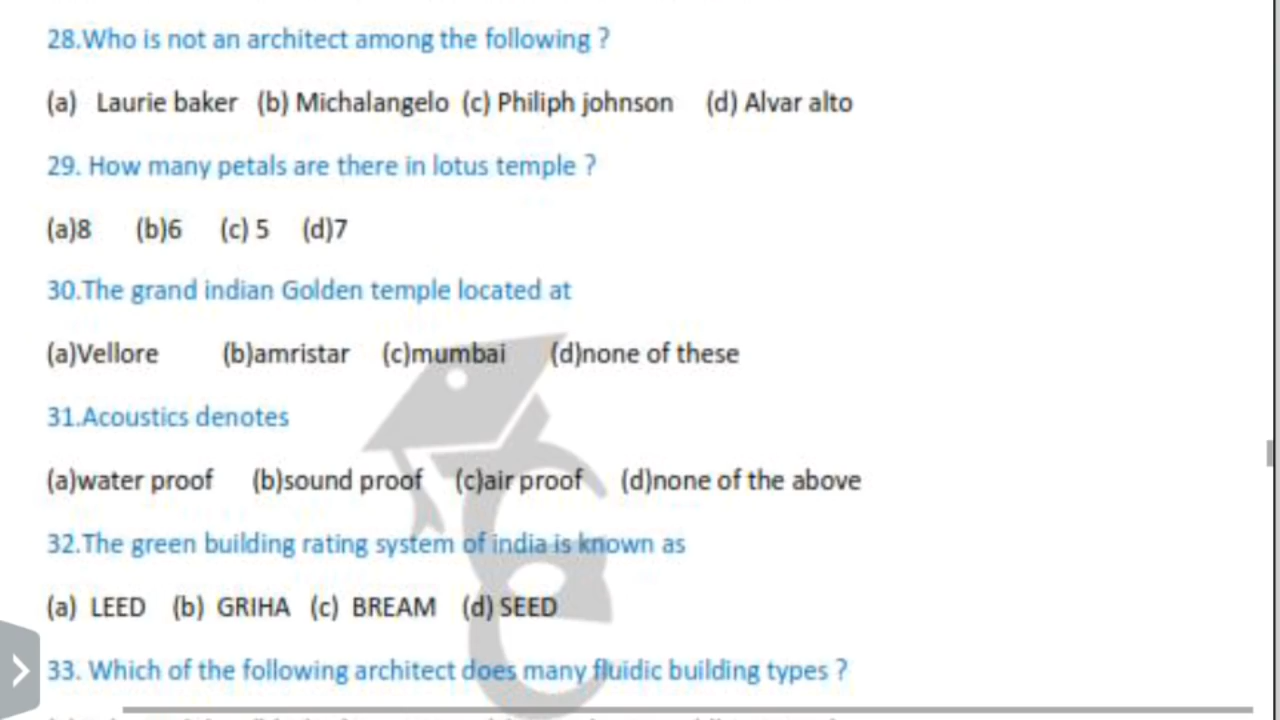 28.Who is not an architect among the following ?
(a) Laurie baker (b) Michalangelo (c) Philiph johnson (d) Alvar alto
29. How many petals are there in lotus temple ?
(a)8 (b)6 (c) 5 (d)7
30.The grand indian Golden temple located at
(a)Vellore (b)amristar (c)mumbai (d)none of these
31.Acoustics denotes
(a)water proof (b)sound proof (c)air proof (d)none of the above
32.The green building rating system of india is known as
(a) LEED (b) GRIHA (c) BREAM (d) SEED
33. Which of the following architect does many fluidic building types ?